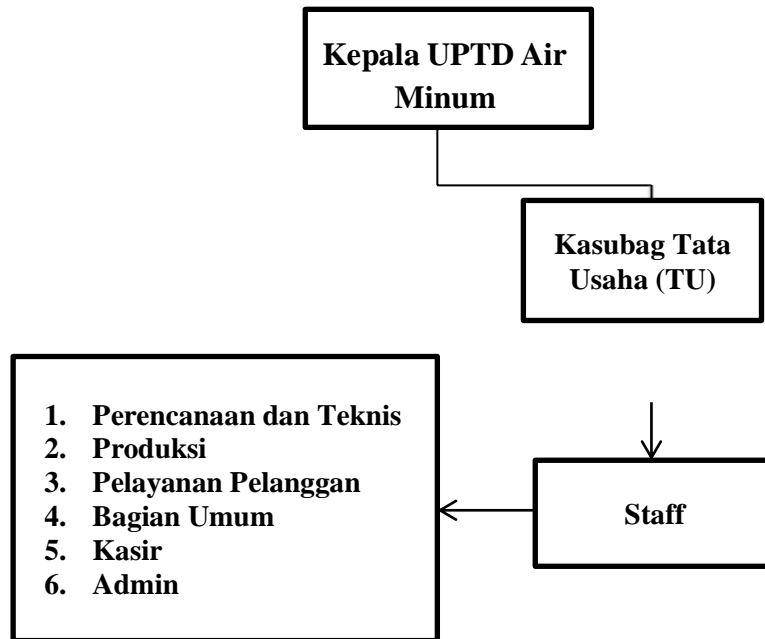 Kepala UPTD Air
Minum
Kasubag Tata
Usaha (TU)
1. Perencanaan dan Teknis
2. Produksi
3. Pelayanan Pelanggan
4. Bagian Umum
5. Kasir
6. Admin
Staff